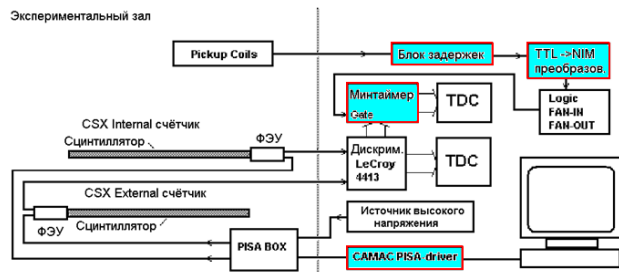 Экспериментальный зал
Pickup Coils
Блок задержек
TTL ->NIM
преобразов.
Минтаймер
Gate
TDC
Logic
FAN-IN
FAN-OUT
CSX Internal счётчик
Сцинтиллятор
ФЭУ
Дискрим.
LeCroy
4413
TDC
CSX External счётчик
ФЭУ
Сцинтиллятор
Источник высокого
напряжения
PISA BOX
CAMAC PISA-driver